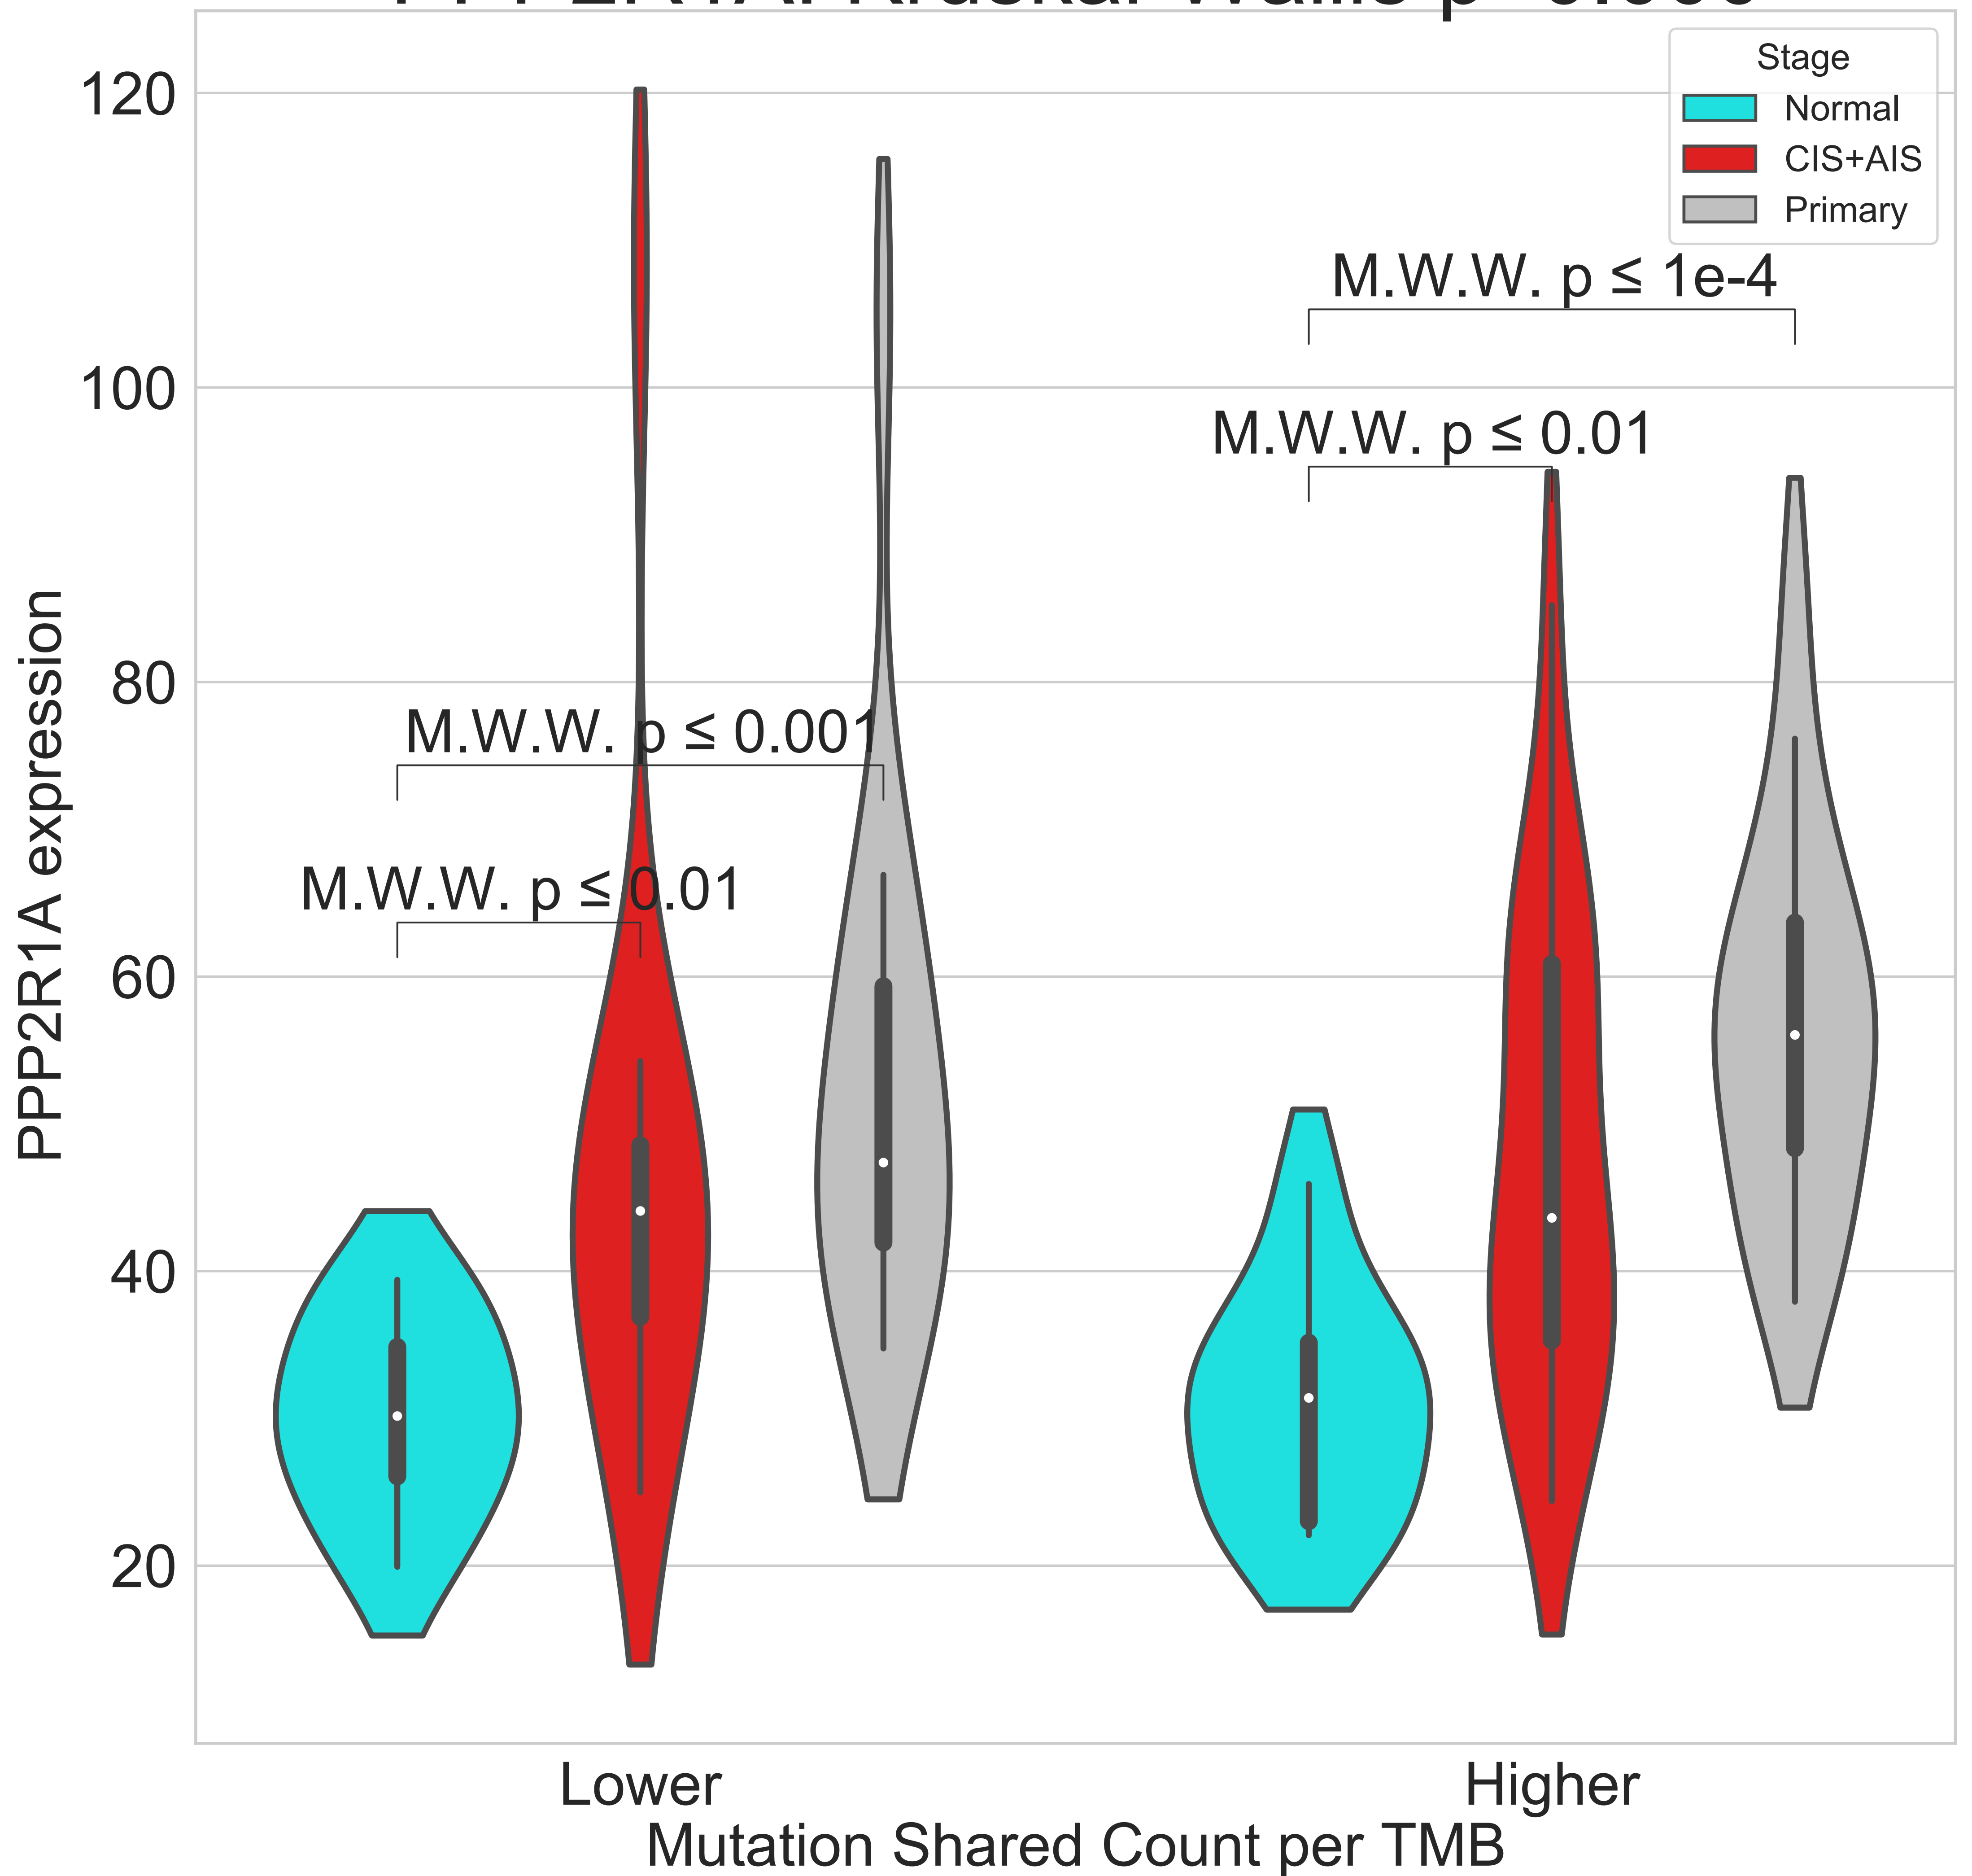 Stage
Normal
CIS+AIS
Primary
120
100
80
60
40
20
PPP2R1A expression
M.W.W. p ≤ 1e-4
M.W.W. p ≤ 0.01
M.W.W. p ≤ 0.001
M.W.W. p ≤ 0.01
Lower
Higher
Mutation Shared Count per TMB